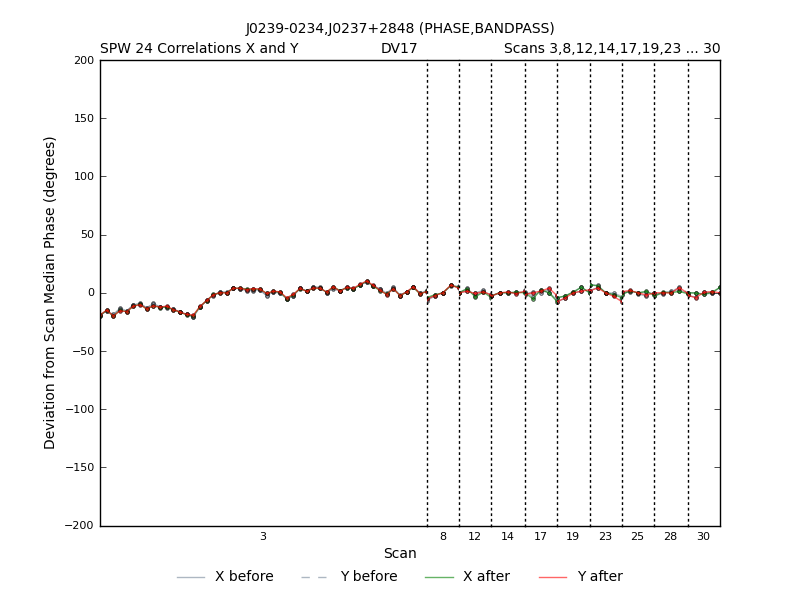 J0239-0234,J0237+2848 (PHASE,BANDPASS)
SPW 24 Correlations X and Y DV17 Scans 3,8,12,14,17,19,23 ... 30
200
150
100
50
0
−50
−100
−150
−200
Deviation from Scan Median Phase (degrees)
3 8 12 14 17 19 23 25 28 30
Scan
X before Y before X after Y after